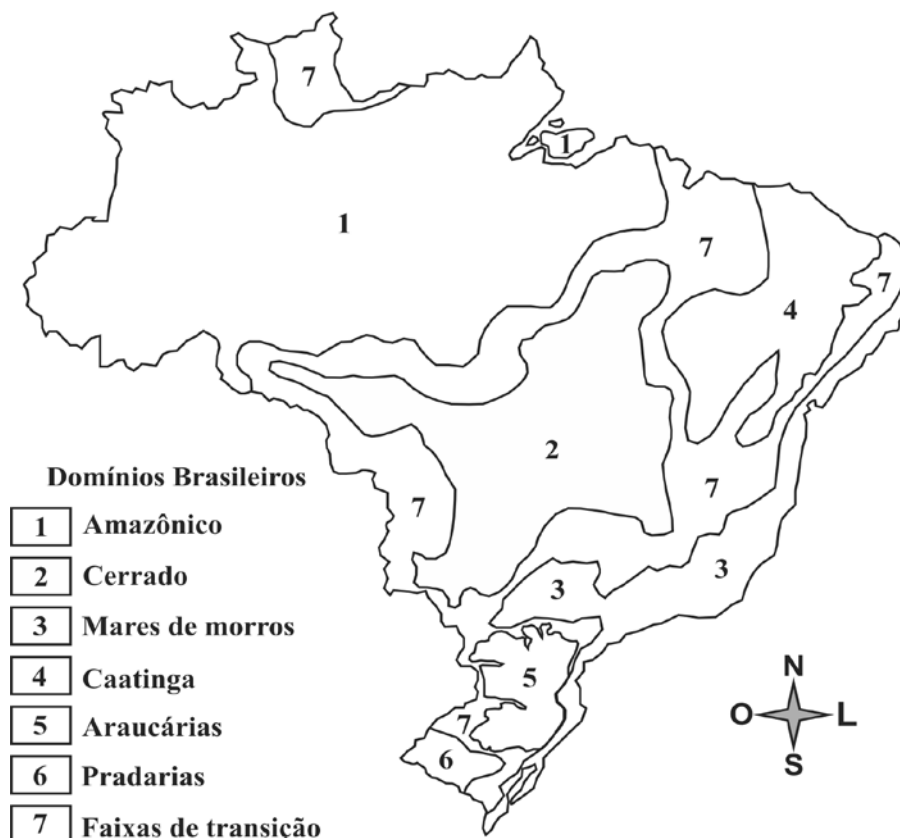 7
1
1
7
7
4
2
7
7
3
3
5
7
6
Domínios Brasileiros
1 Amazônico
2 Cerrado
3 Mares de morros
4 Caatinga
5 Araucárias
6 Pradarias
7 Faixas de transição
N
O L
S